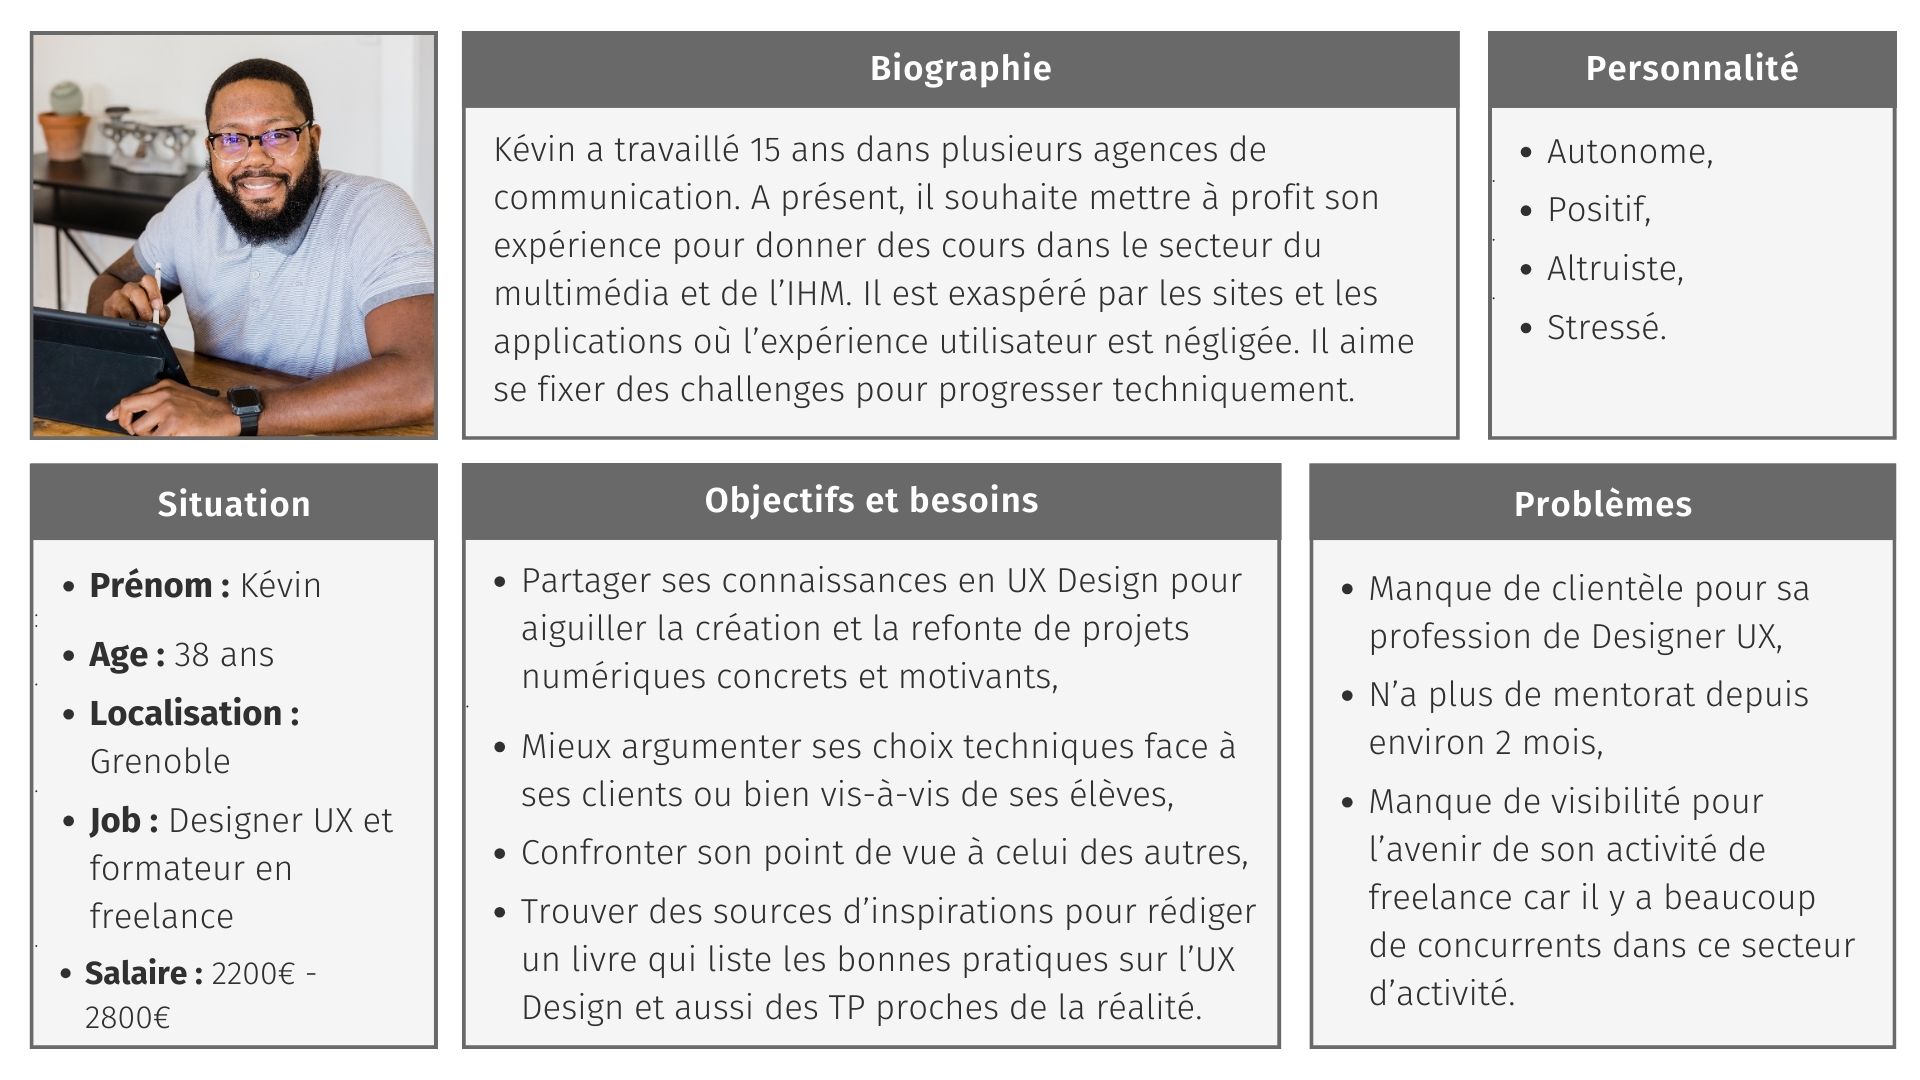 Biographie
Kévin a travaillé 15 ans dans plusieurs agences de
communication. A présent, il souhaite mettre à profit son
expérience pour donner des cours dans le secteur du
multimédia et de l’IHM. Il est exaspéré par les sites et les
applications où l’expérience utilisateur est négligée. Il aime
se fixer des challenges pour progresser techniquement.
Personnalité
• Autonome,
• Positif,
• Altruiste,
• Stressé.
Situation
• Prénom : Kévin
• Age : 38 ans
• Localisation :
Grenoble
• Job : Designer UX et
formateur en
freelance
• Salaire : 2200€ -
2800€
Objectifs et besoins
• Partager ses connaissances en UX Design pour
aiguiller la création et la refonte de projets
numériques concrets et motivants,
• Mieux argumenter ses choix techniques face à
ses clients ou bien vis-à-vis de ses élèves,
• Confronter son point de vue à celui des autres,
• Trouver des sources d’inspirations pour rédiger
un livre qui liste les bonnes pratiques sur l’UX
Design et aussi des TP proches de la réalité.
Problèmes
• Manque de clientèle pour sa
profession de Designer UX,
• N’a plus de mentorat depuis
environ 2 mois,
• Manque de visibilité pour
l’avenir de son activité de
freelance car il y a beaucoup
de concurrents dans ce secteur
d’activité.